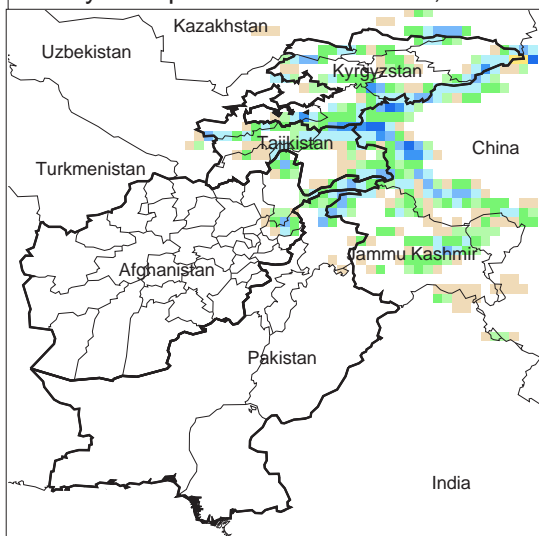 Kazakhstan
Uzbekistan
Kyrgyzstan
Tajikistan
China
Turkmenistan
Afghanistan
Jammu Kashmir
Pakistan
India